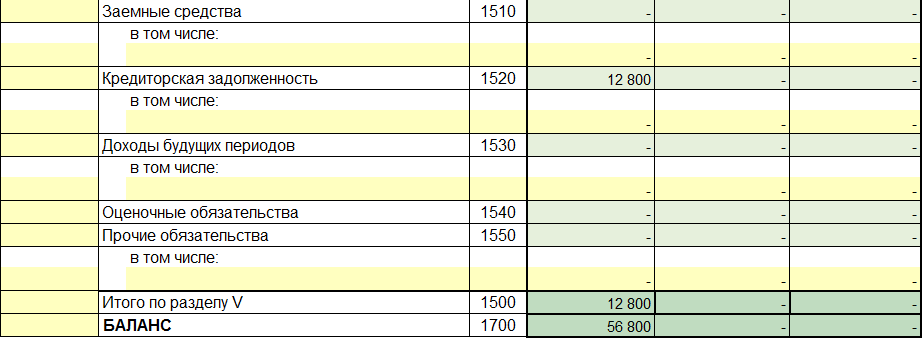 Заемные средства 1510 - - -
в том числе:
- - -
Кредиторская задолженность 1520 12 800 - -
в том числе:
- - -
Доходы будущих периодов 1530 - - -
в том числе:
- - -
Оценочные обязательства 1540 - - -
Прочие обязательства 1550 - - -
в том числе:
- - -
Итого по разделу V 1500 12 800 - -
БАЛАНС 1700 56 800 - -